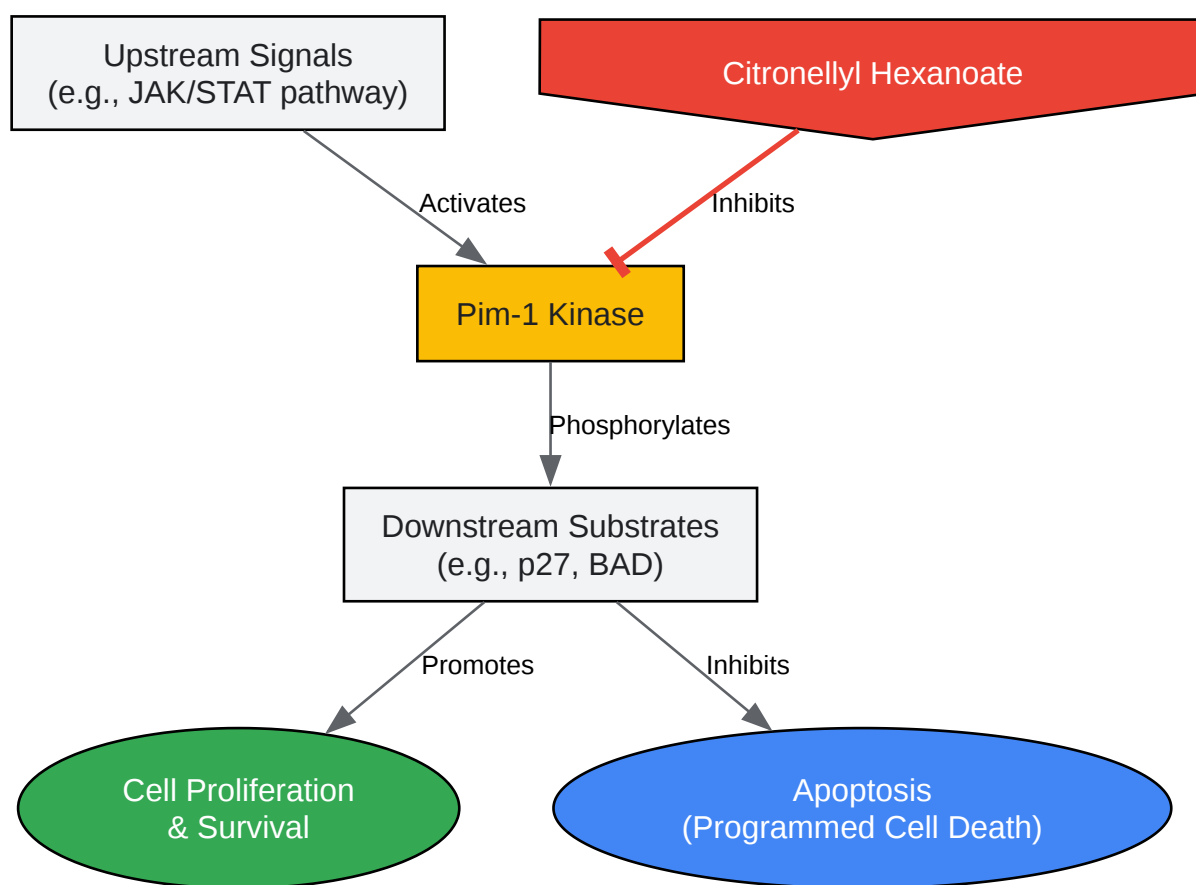 Upstream Signals
(e.g., JAK/STAT pathway)
Citronellyl Hexanoate
Activates
Inhibits
Pim-1 Kinase
Phosphorylates
Downstream Substrates
(e.g., p27, BAD)
Promotes
Inhibits
Cell Proliferation
& Survival
Apoptosis
(Programmed Cell Death)